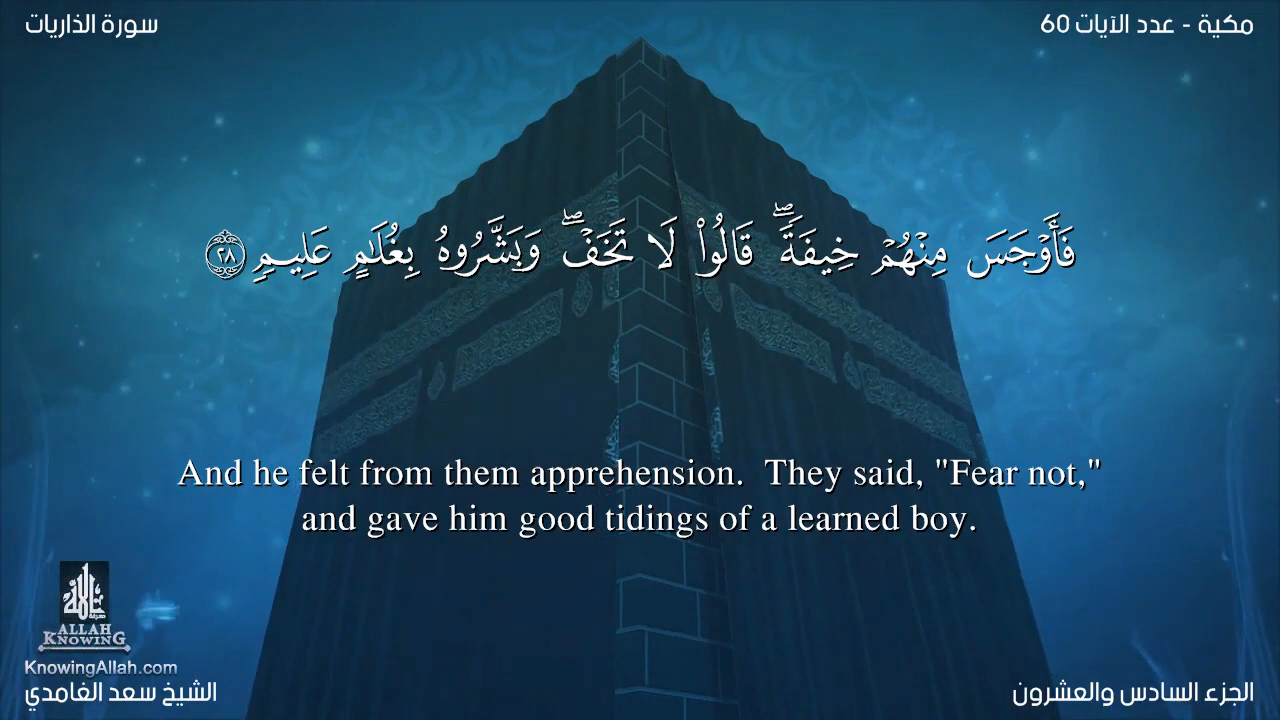 سورة الذاريات
مكية - عدد الآيات 60
فَأَوْجَسَ مِنْهُمْ خِيفَةًۖ قَالُوا۟ لَا تَخَفْۖ وَبَشَّرُوهُ بِغُلَٰمٍ عَلِيمٍ ٢٨
And he felt from them apprehension. They said, "Fear not,"
and gave him good tidings of a learned boy.
ALLAH
KNOWING
KnowingAllah.com
الشيخ سعد الغامدي
الجزء السادس والعشرون